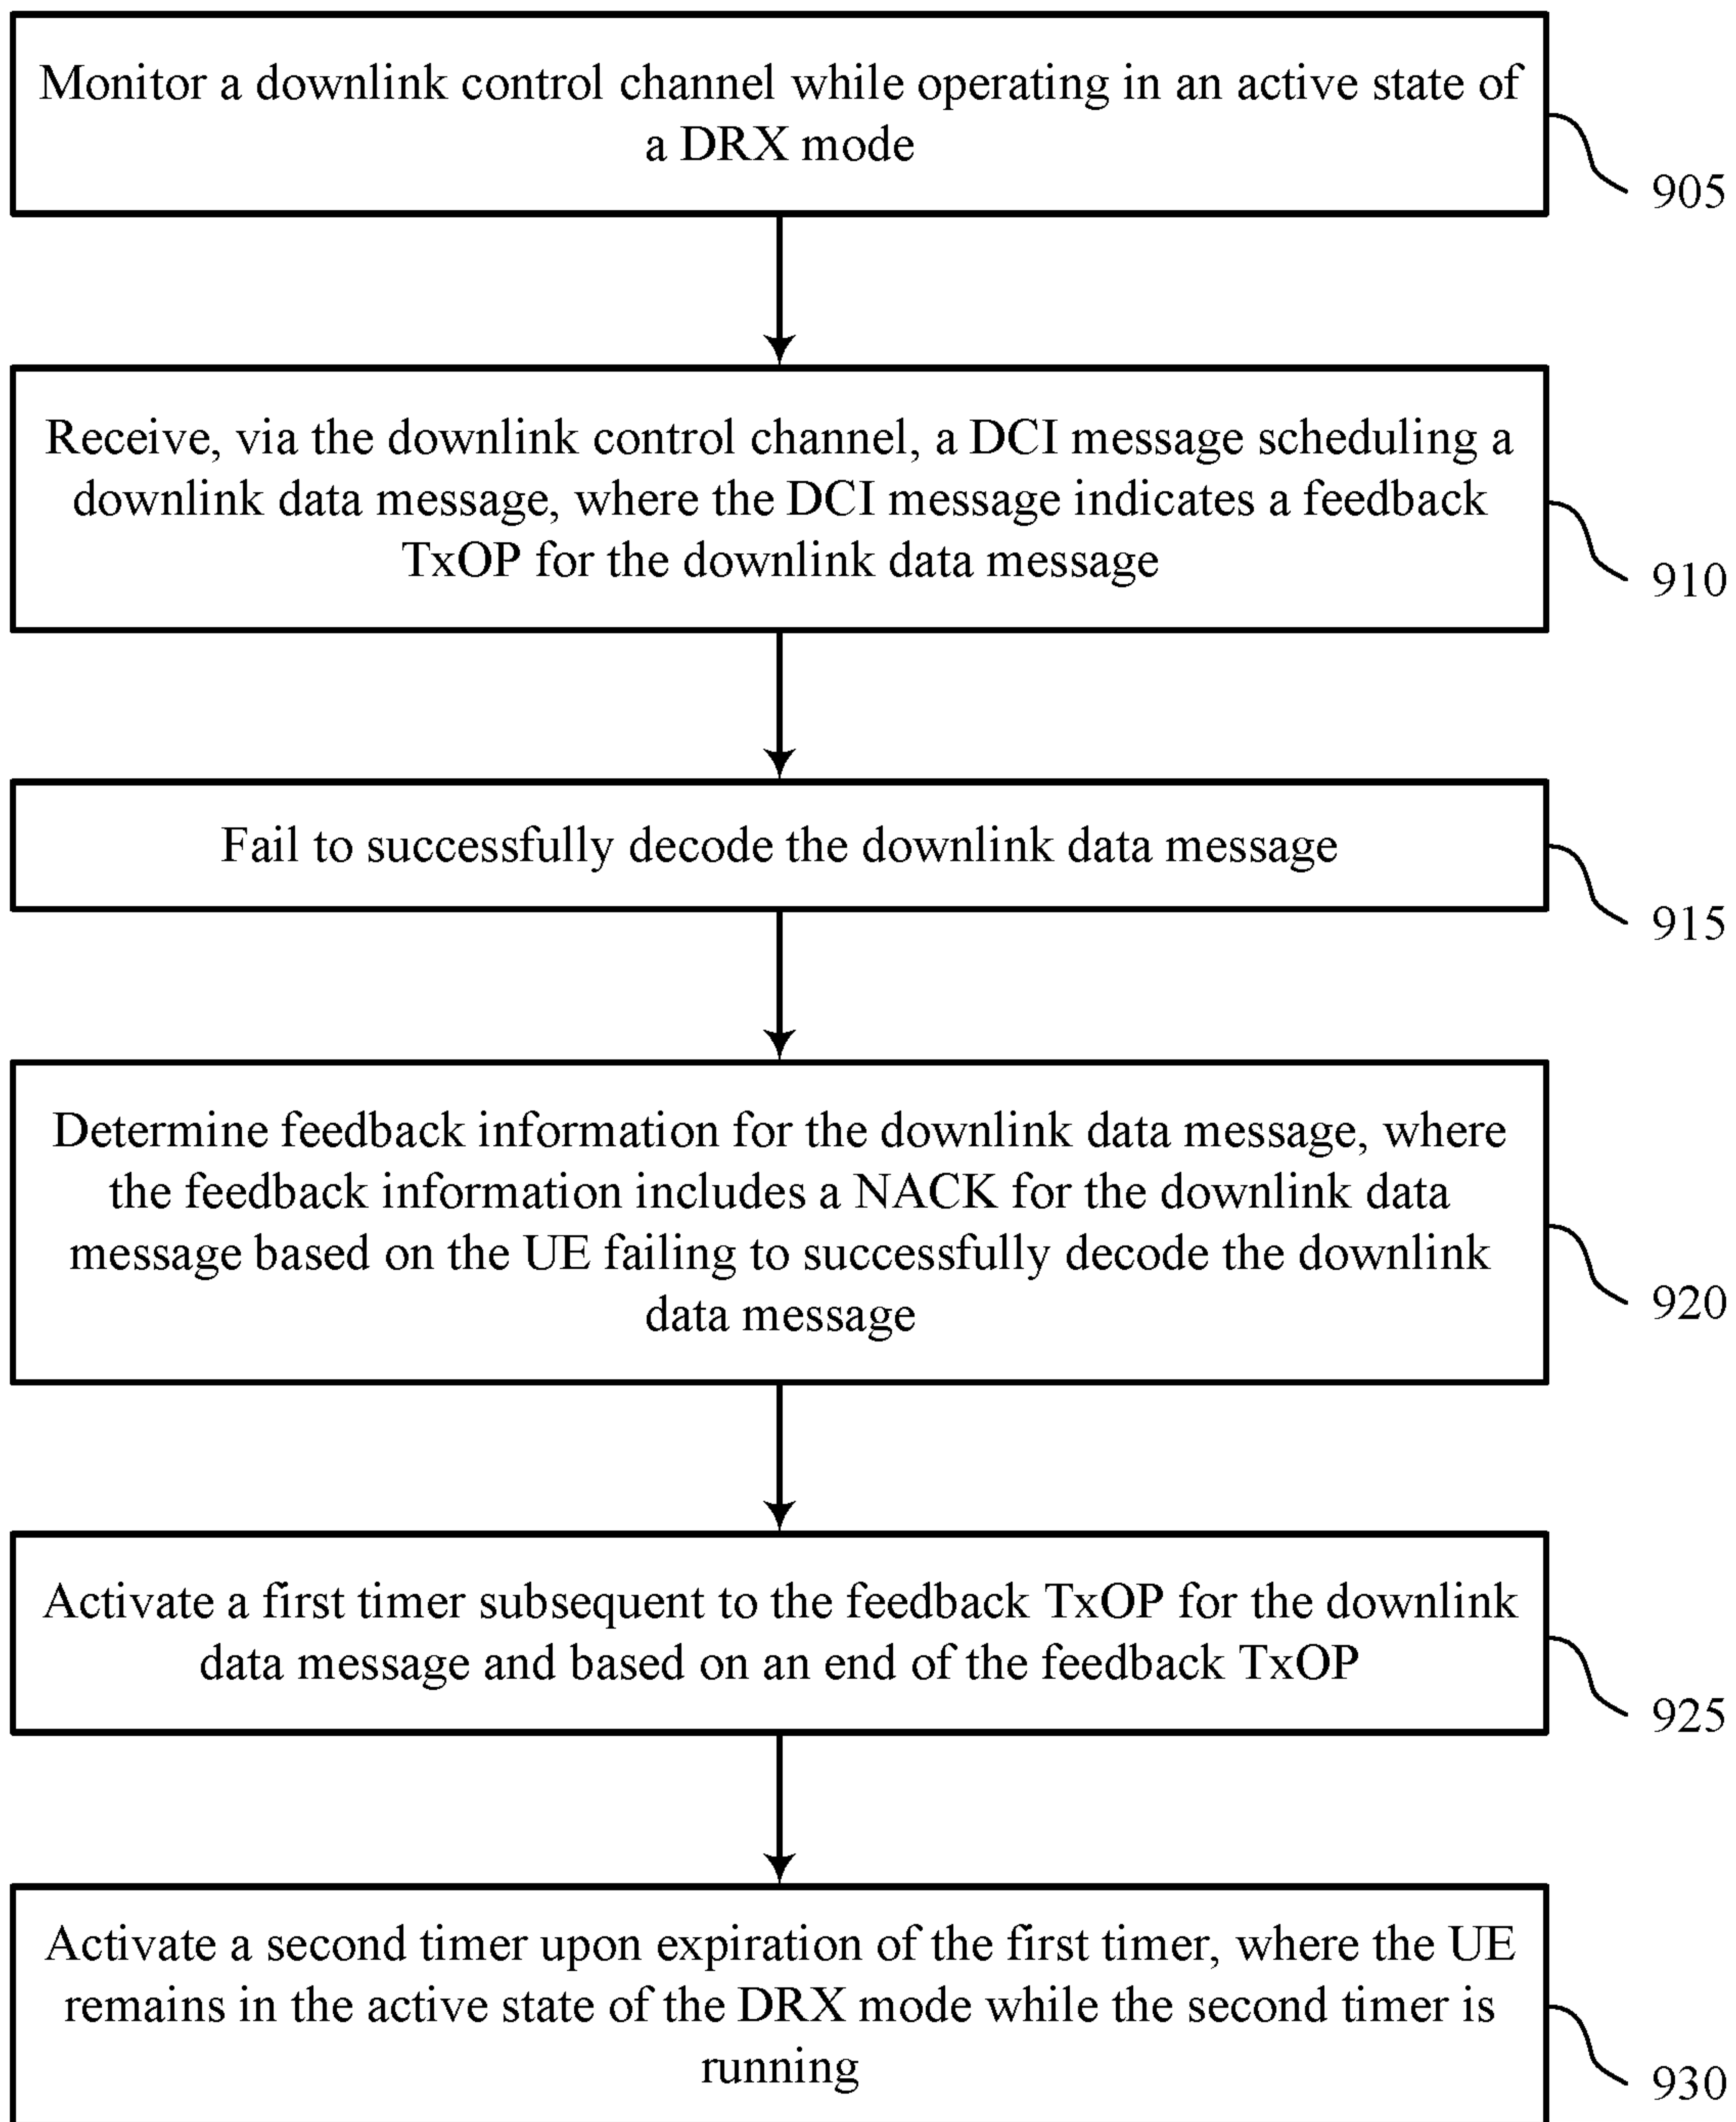 Monitor a downlink control channel while operating in an active state of
a DRX mode
905
Receive, via the downlink control channel, a DCI message scheduling a
downlink data message, where the DCI message indicates a feedback
TxOP for the downlink data message
910
Fail to successfully decode the downlink data message
915
Determine feedback information for the downlink data message, where
the feedback information includes a NACK for the downlink data
message based on the UE failing to successfully decode the downlink
data message
920
Activate a first timer subsequent to the feedback TxOP for the downlink
data message and based on an end of the feedback TxOP
925
Activate a second timer upon expiration of the first timer, where the UE
remains in the active state of the DRX mode while the second timer is
running
930